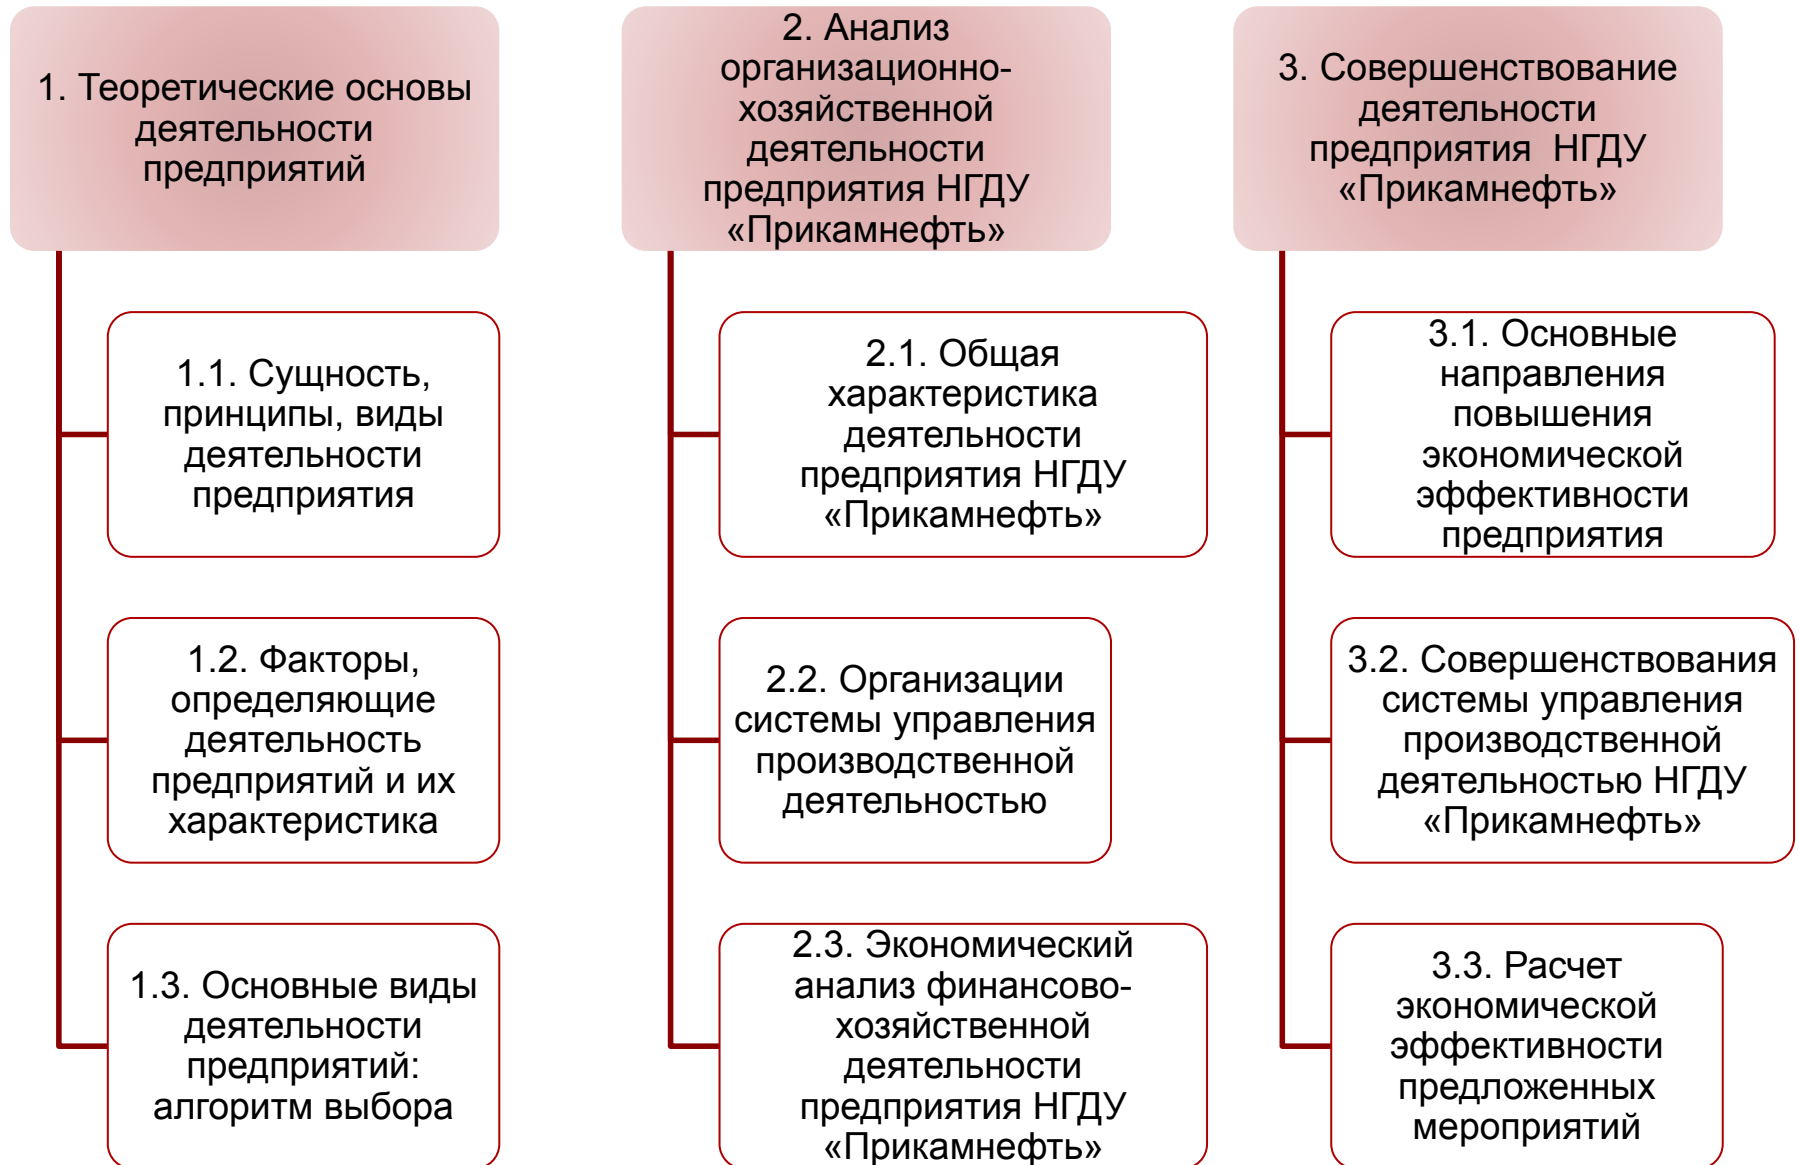 1. Теоретические основы
деятельности
предприятий
1.1. Сущность,
принципы, виды
деятельности
предприятия
1.2. Факторы,
определяющие
деятельность
предприятий и их
характеристика
1.3. Основные виды
деятельности
предприятий:
алгоритм выбора
2. Анализ
организационно-
хозяйственной
деятельности
предприятия НГДУ
«Прикамнефть»
2.1. Общая
характеристика
деятельности
предприятия НГДУ
«Прикамнефть»
2.2. Организации
системы управления
производственной
деятельностью
2.3. Экономический
анализ финансово-
хозяйственной
деятельности
предприятия НГДУ
«Прикамнефть»
3. Совершенствование
деятельности
предприятия  НГДУ
«Прикамнефть»
3.1. Основные
направления
повышения
экономической
эффективности
предприятия
3.2. Совершенствования
системы управления
производственной
деятельностью НГДУ
«Прикамнефть»
3.3. Расчет
экономической
эффективности
предложенных
мероприятий